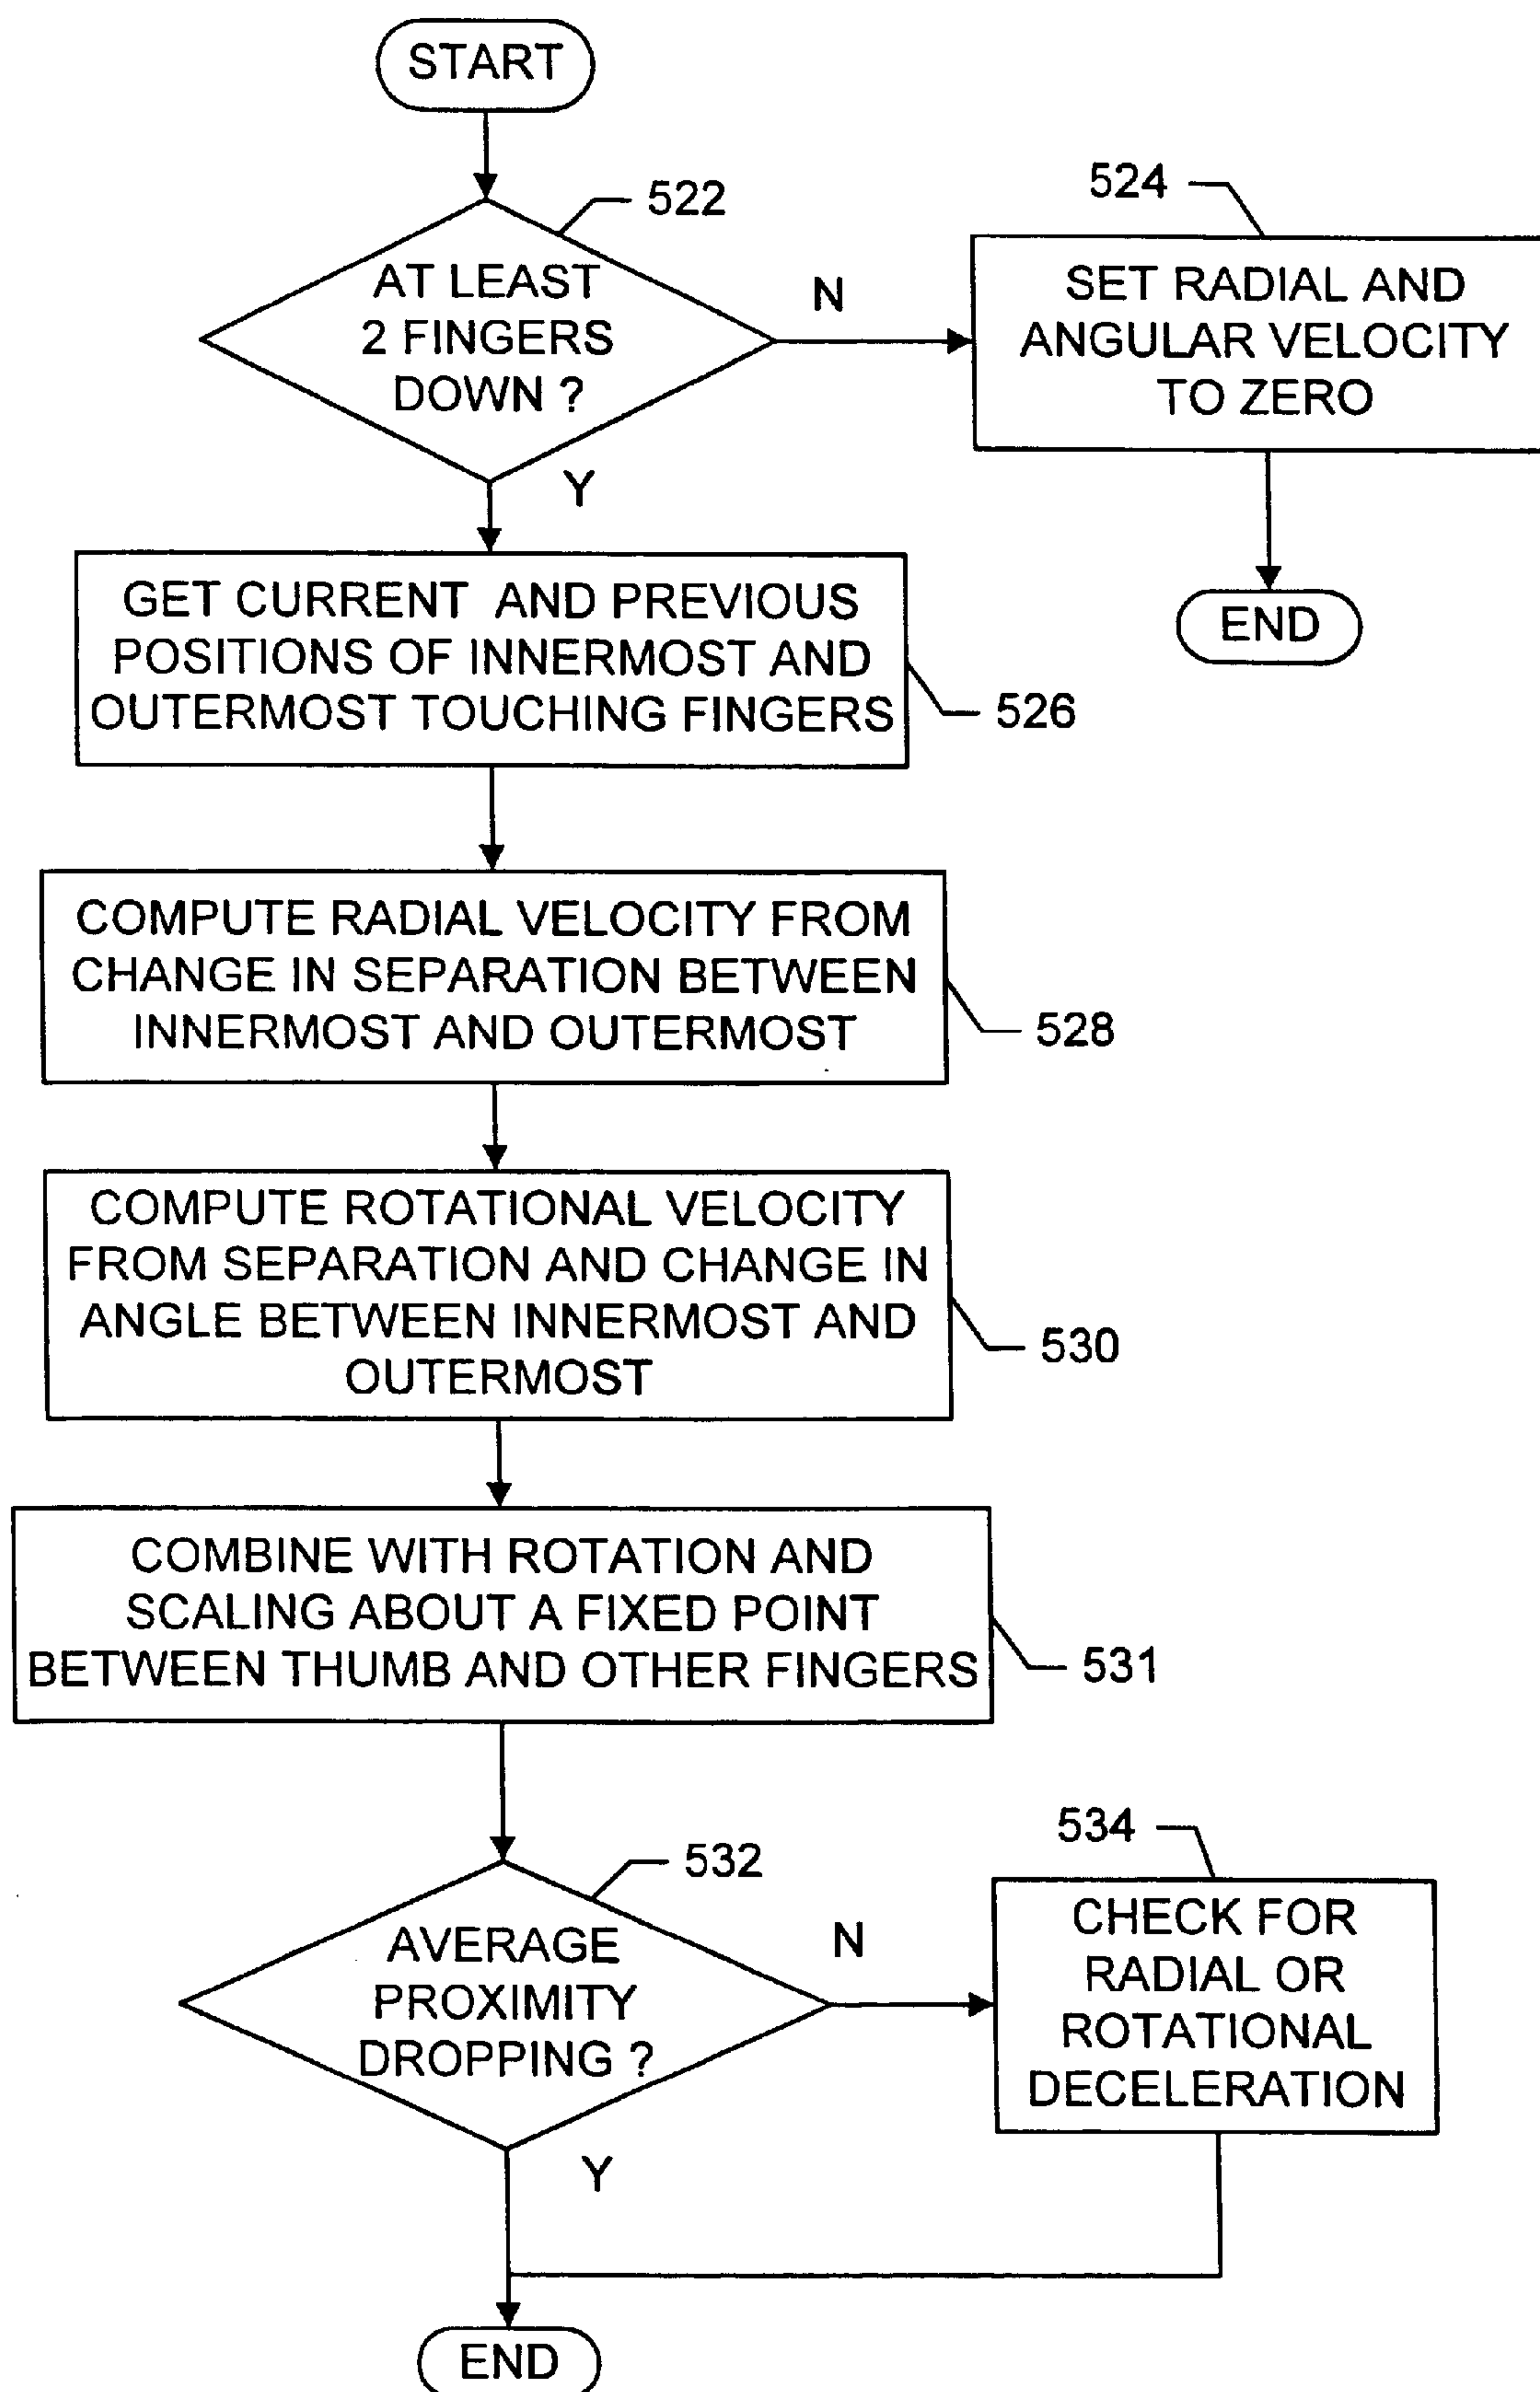 START
522
AT LEAST
2 FINGERS
DOWN ?
N
524
SET RADIAL AND
ANGULAR VELOCITY
TO ZERO
Y
END
GET CURRENT AND PREVIOUS
POSITIONS OF INNERMOST AND
OUTERMOST TOUCHING FINGERS
526
COMPUTE RADIAL VELOCITY FROM
CHANGE IN SEPARATION BETWEEN
INNERMOST AND OUTERMOST
528
COMPUTE ROTATIONAL VELOCITY
FROM SEPARATION AND CHANGE IN
ANGLE BETWEEN INNERMOST AND
OUTERMOST
530
COMBINE WITH ROTATION AND
SCALING ABOUT A FIXED POINT
BETWEEN THUMB AND OTHER FINGERS
531
532
AVERAGE
PROXIMITY
DROPPING ?
N
534
CHECK FOR
RADIAL OR
ROTATIONAL
DECELERATION
Y
END